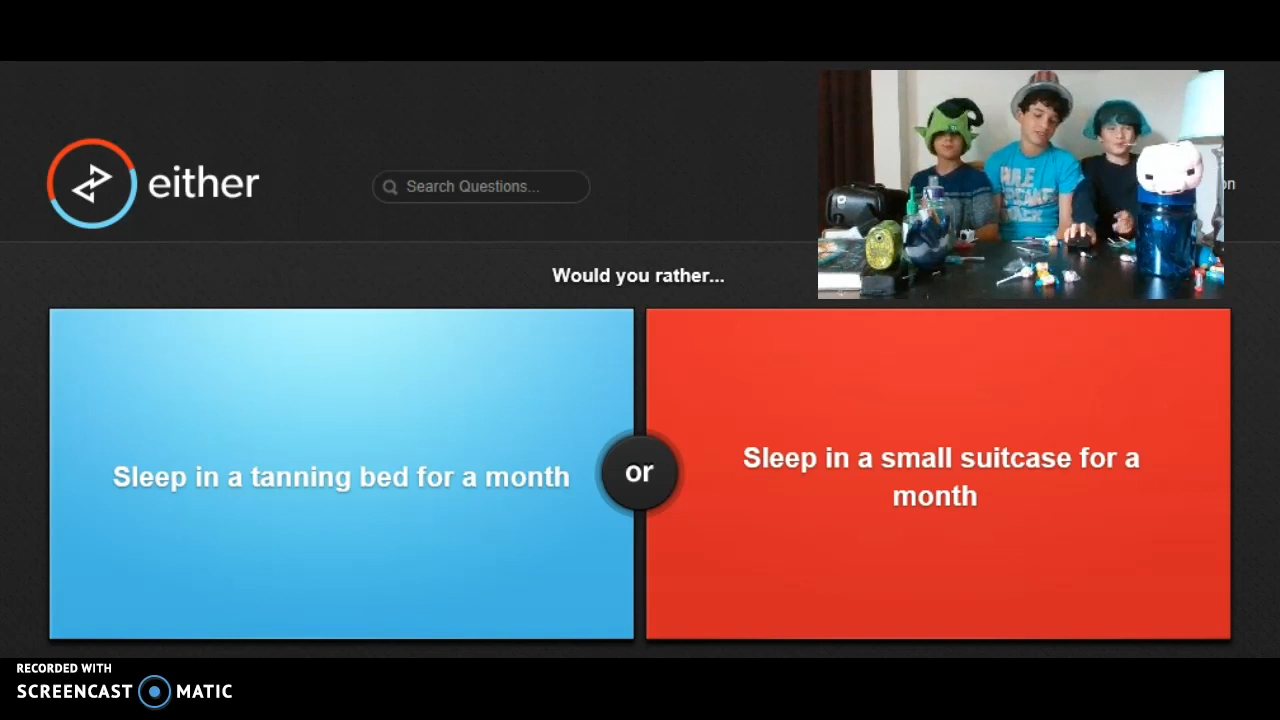 either
Search Questions...
on
Would you rather...
Sleep in a tanning bed for a month
or
Sleep in a small suitcase for a
month
RECORDED WITH
SCREENCAST MATIC